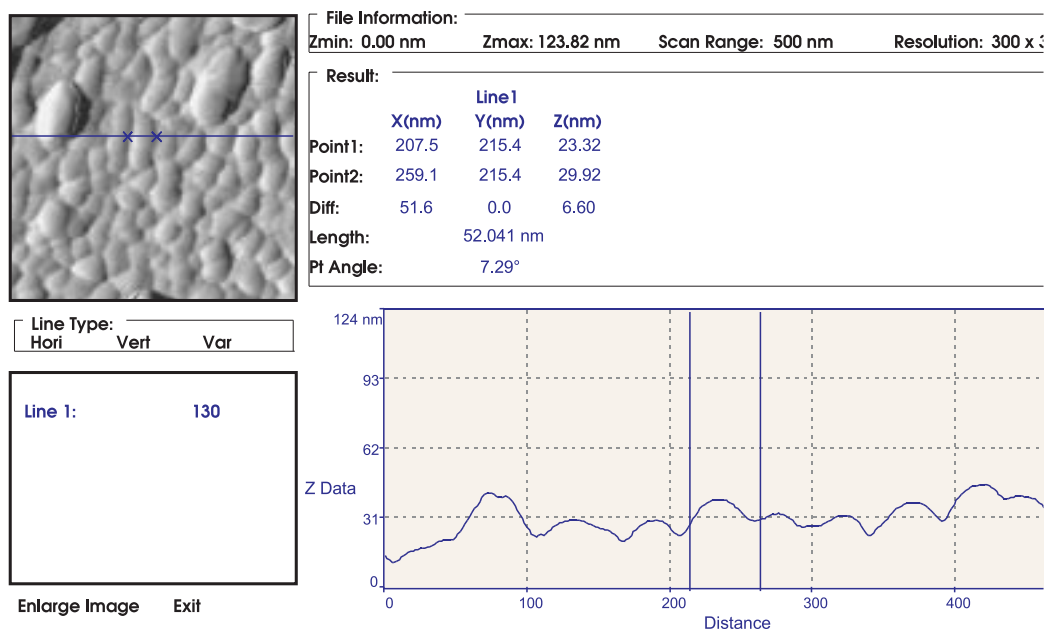 File Information:
Zmin: 0.00 nm Zmax: 123.82 nm Scan Range: 500 nm Resolution: 300 x
Result:
Line1
X(nm) Y(nm) Z(nm)
Point1: 207.5 215.4 23.32
Point2: 259.1 215.4 29.92
Diff: 51.6 0.0 6.60
Length: 52.041 nm
Pt Angle: 7.29°
Line Type:
Hori Vert Var
Line 1: 130
Enlarge Image Exit
124 nm
93
62
Z Data
31
0
0 100 200 300 400
Distance